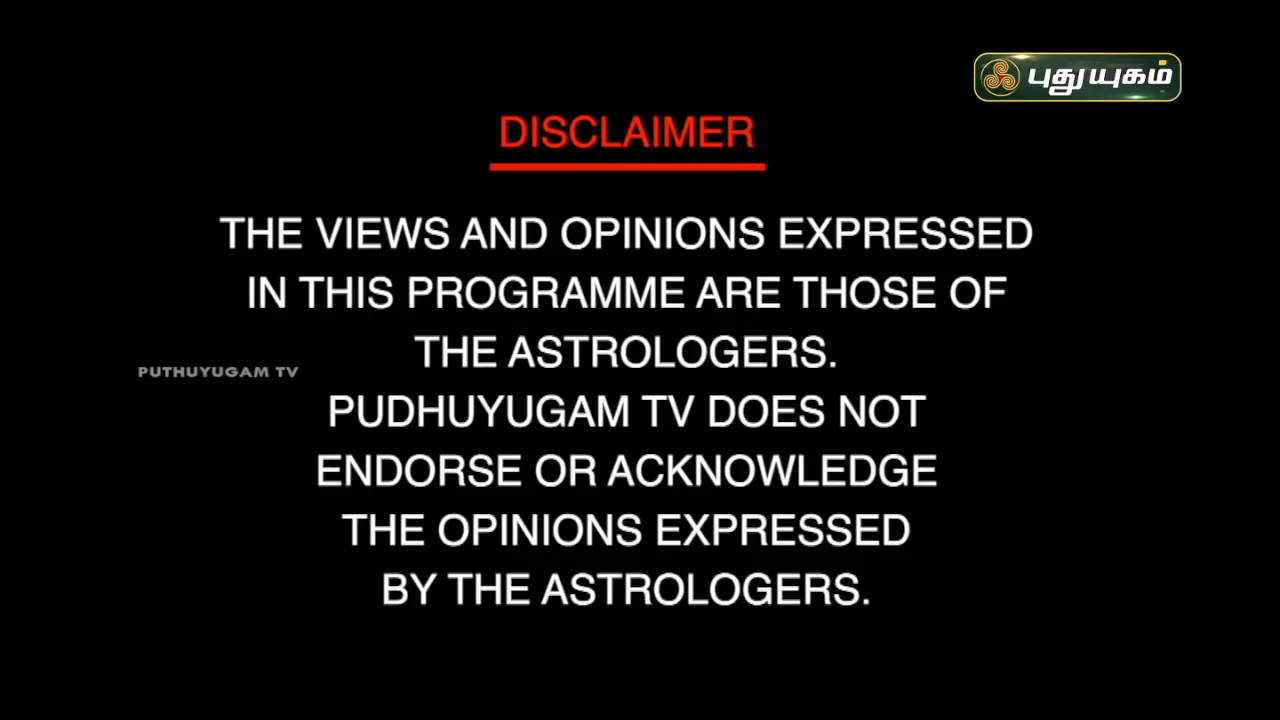 புதுயுகம்
DISCLAIMER
THE VIEWS AND OPINIONS EXPRESSED
IN THIS PROGRAMME ARE THOSE OF
THE ASTROLOGERS.
PUTHUYUGAM TV
PUDHUYUGAM TV DOES NOT
ENDORSE OR ACKNOWLEDGE
THE OPINIONS EXPRESSED
BY THE ASTROLOGERS.